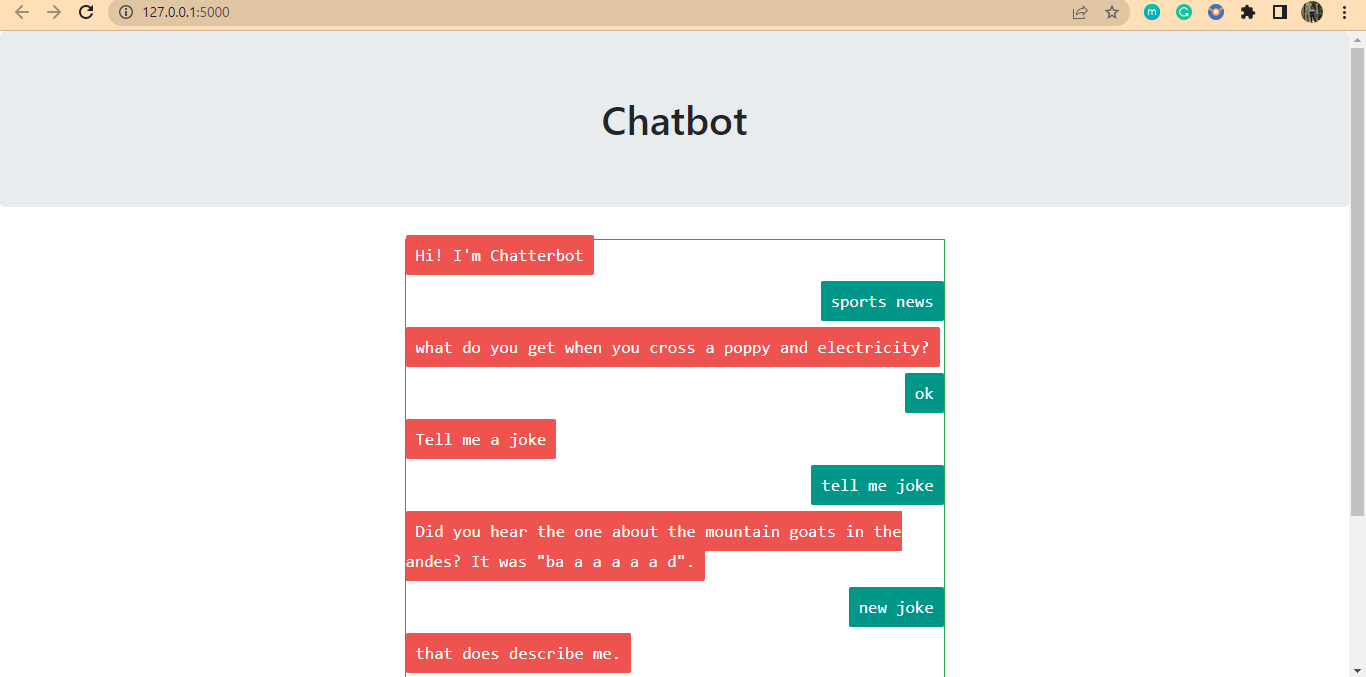 127.0.0.1:5000
m
G
Chatbot
Hi! I'm Chatterbot
sports news
what do you get when you cross a poppy and electricity?
ok
Tell me a joke
tell me joke
Did you hear the one about the mountain goats in the
andes? It was "ba a a a a a d".
new joke
that does describe me.